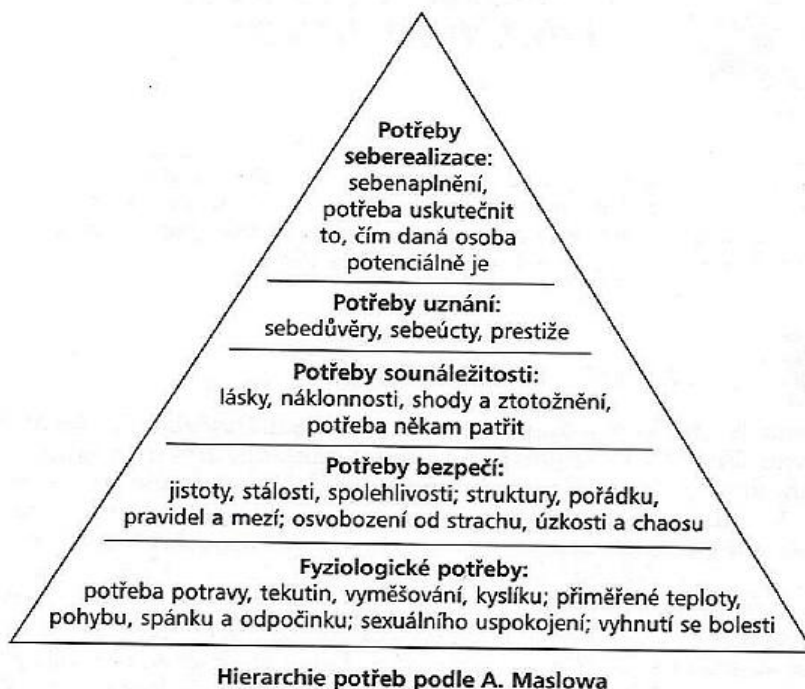 Potřeby
seberealizace:
sebenaplnění,
potřeba uskutečnit
to, čím daná osoba
potenciálně je
Potřeby uznání:
sebedůvěry, sebeúcty, prestiže
Potřeby sounáležitosti:
lásky, náklonnosti, shody a ztotožnění,
potřeba někam patřit
Potřeby bezpečí:
jistoty, stálosti, spolehlivosti; struktury, pořádku,
pravidel a mezí; osvobození od strachu, úzkosti a chaosu
Fyziologické potřeby:
potřeba potravy, tekutin, vyměšování, kyslíku; přiměřené teploty,
pohybu, spánku a odpočinku; sexuálního uspokojení; vyhnutí se bolesti
Hierarchie potřeb podle A. Maslowa